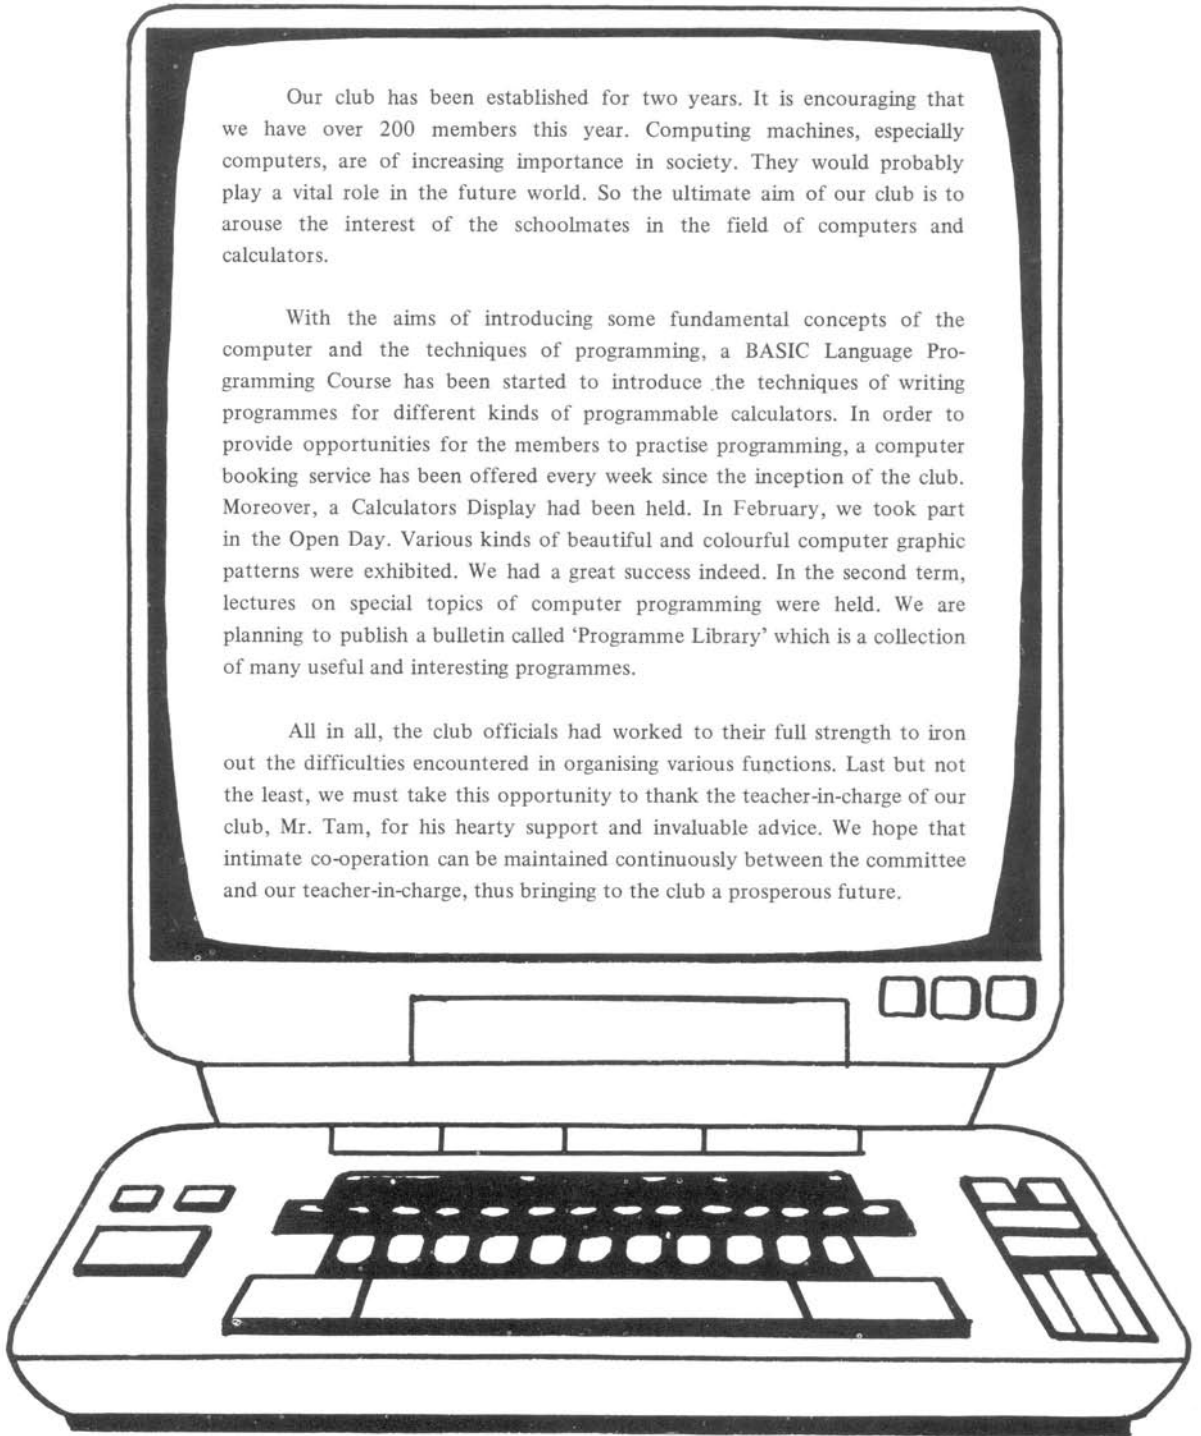 Our club has been established for two years. It is encouraging that
we have over 200 members this year. Computing machines, especially
computers, are of increasing importance in society. They would probably
play a vital role in the future world. So the ultimate aim of our club is to
arouse the interest of the schoolmates in the field of computers and
calculators.
With the aims of introducing some fundamental concepts of the
computer and the techniques of programming, a BASIC Language Pro-
gramming Course has been started to introduce the techniques of writing
programmes for different kinds of programmable calculators. In order to
provide opportunities for the members to practise programming, a computer
booking service has been offered every week since the inception of the club.
Moreover, a Calculators Display had been held. In February, we took part
in the Open Day. Various kinds of beautiful and colourful computer graphic
patterns were exhibited. We had a great success indeed. In the second term,
lectures on special topics of computer programming were held. We are
planning to publish a bulletin called ‘Programme Library’ which is a collection
of many useful and interesting programmes.
All in all, the club officials had worked to their full strength to iron
out the difficulties encountered in organising various functions. Last but not
the least, we must take this opportunity to thank the teacher-in-charge of our
club, Mr. Tam, for his hearty support and invaluable advice. We hope that
intimate co-operation can be maintained continuously between the committee
and our teacher-in-charge, thus bringing to the club a prosperous future.